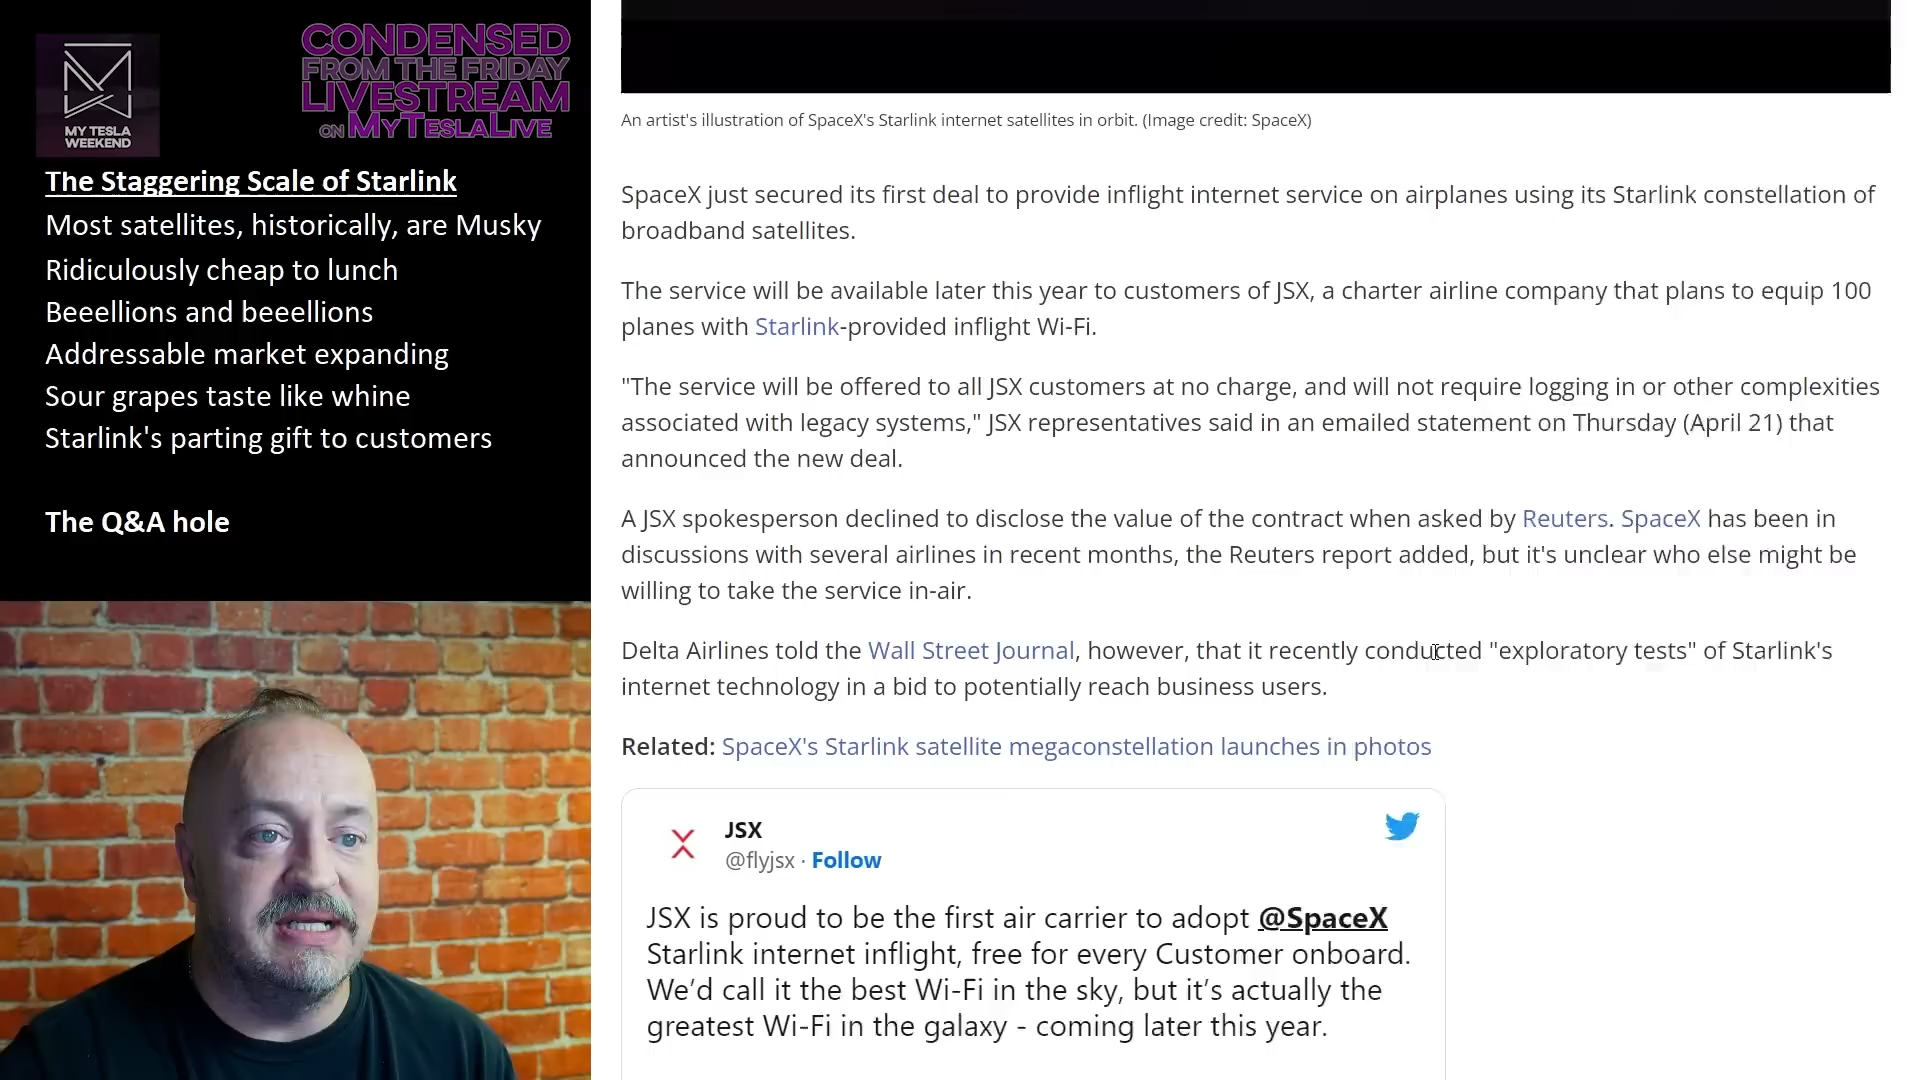 MY TESLA
WEEKEND
CONDENSED
FROM THE FRIDAY
LIVESTREAM
ON MYTESLALIVE
The Staggering Scale of Starlink
Most satellites, historically, are Musky
Ridiculously cheap to lunch
Beeellions and beeellions
Addressable market expanding
Sour grapes taste like whine
Starlink's parting gift to customers
The Q&A hole
An artist's illustration of SpaceX's Starlink internet satellites in orbit. (Image credit: SpaceX)
SpaceX just secured its first deal to provide inflight internet service on airplanes using its Starlink constellation of
broadband satellites.
The service will be available later this year to customers of JSX, a charter airline company that plans to equip 100
planes with Starlink-provided inflight Wi-Fi.
"The service will be offered to all JSX customers at no charge, and will not require logging in or other complexities
associated with legacy systems," JSX representatives said in an emailed statement on Thursday (April 21) that
announced the new deal.
A JSX spokesperson declined to disclose the value of the contract when asked by Reuters. SpaceX has been in
discussions with several airlines in recent months, the Reuters report added, but it's unclear who else might be
willing to take the service in-air.
Delta Airlines told the Wall Street Journal, however, that it recently conducted "exploratory tests" of Starlink's
internet technology in a bid to potentially reach business users.
Related: SpaceX's Starlink satellite megaconstellation launches in photos
JSX
@flyjsx · Follow
JSX is proud to be the first air carrier to adopt @SpaceX
Starlink internet inflight, free for every Customer onboard.
We’d call it the best Wi-Fi in the sky, but it’s actually the
greatest Wi-Fi in the galaxy - coming later this year.